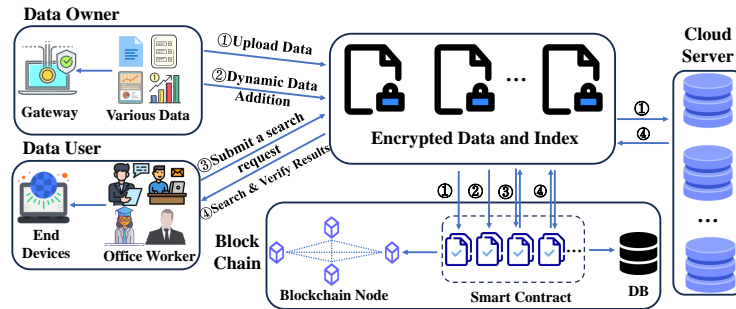 Data Owner
①Upload Data
②Dynamic Data
Addition
Gateway
Various Data
...
Encrypted Data and Index
Cloud
Server
①
④
...
Data User
③Submit a search
request
④Search & Verify Results
End
Devices
Office Worker
① ② ③ ④
Block
Chain
Blockchain Node
Smart Contract
DB